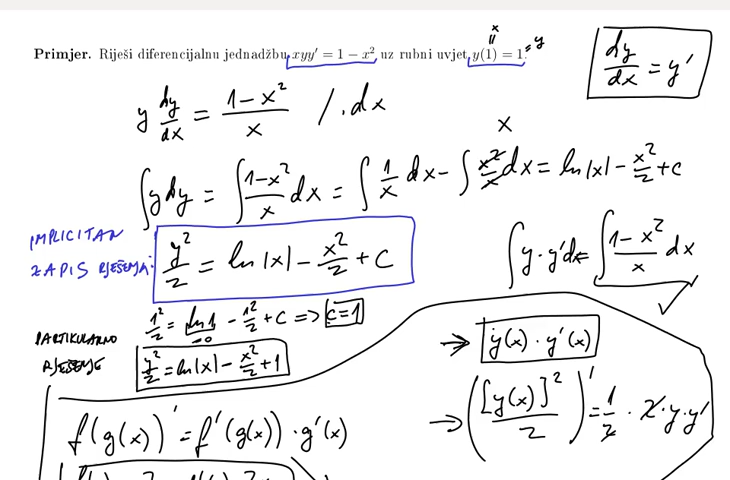 Primjer. Riješi diferencijalnu jednadžbu xyy' = 1 − x², uz rubni uvjet y(1) = 1.
x
= y
dy/dx = y'
y dy/dx = (1-x²)/x /·dx
x
∫ydy = ∫(1-x²)/x dx = ∫1/x dx - ∫x²/x dx = ln|x| - x²/2 + c
IMPLICITAN
ZAPIS RJEŠENJA:
y²/2 = ln|x| - x²/2 + C
∫y·y'dx = ∫(1-x²)/x dx
1²/2 = ln1 - 1²/2 + C => C=1
=0
PARTIKULARNO
RJEŠENJE
y²/2 = ln|x| - x²/2 + 1
→ y(x)·y'(x)
→ ([y(x)]²/2)' = 1/2 · 2·y·y'
f(g(x))' = f'(g(x))·g'(x)